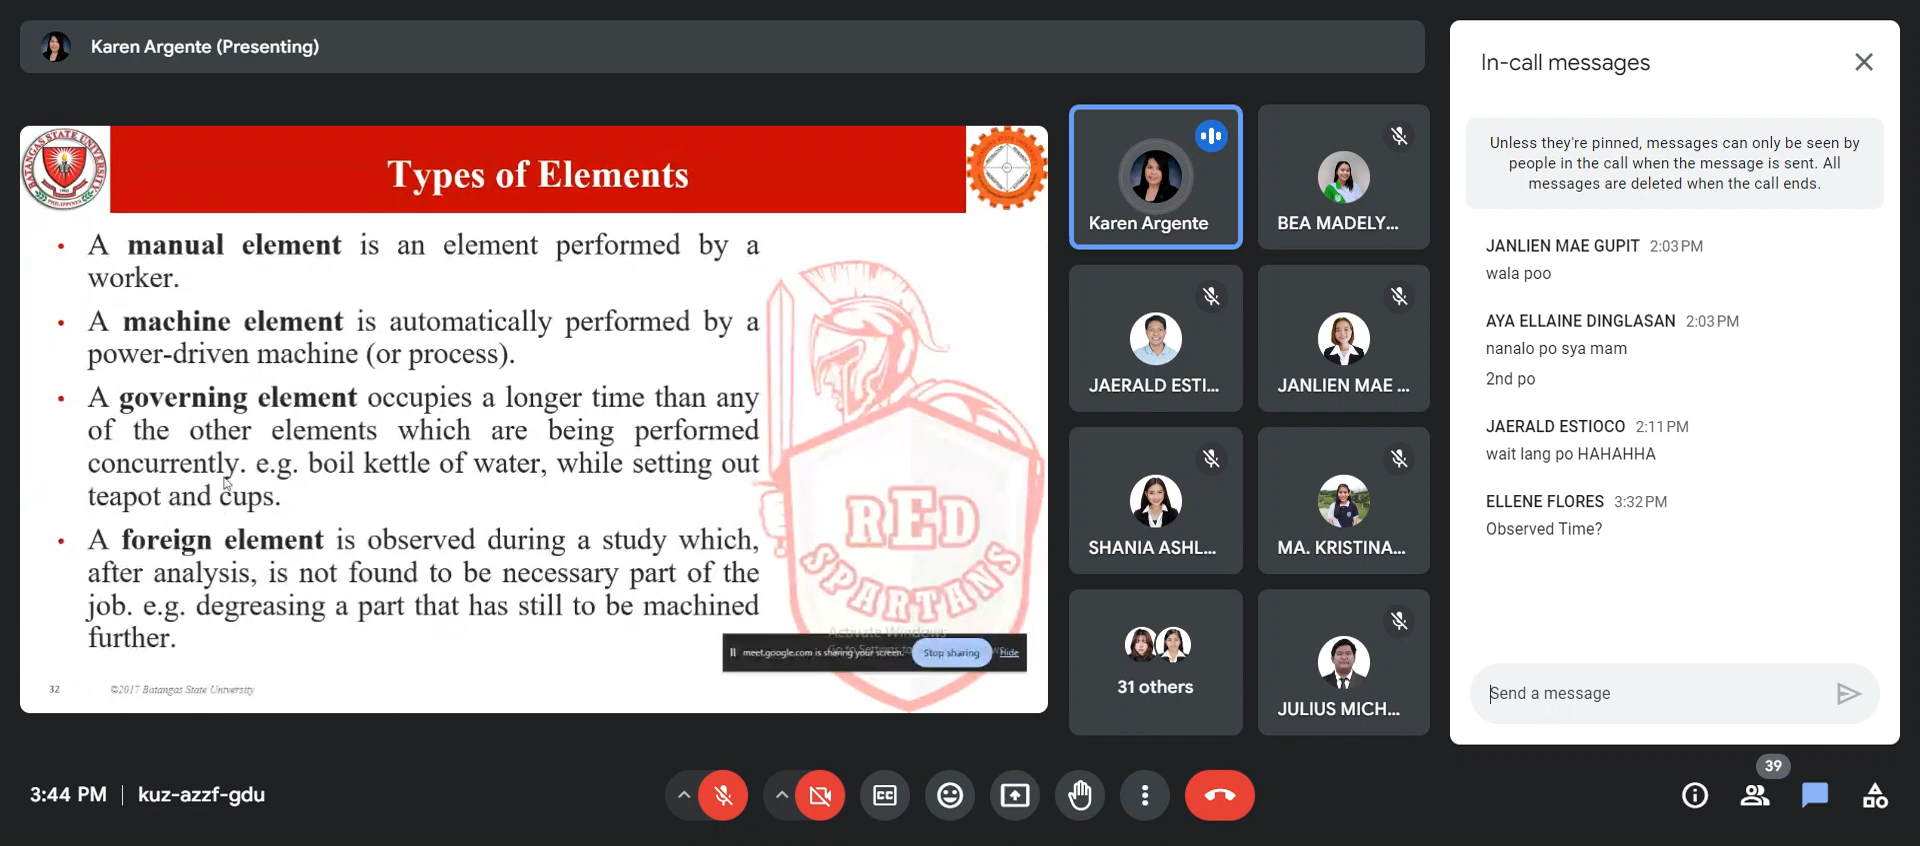 Karen Argente (Presenting)
BATANGAS STATE UNIVERSITY
PHILIPPINES
Types of Elements
• A manual element is an element performed by a
worker.
• A machine element is automatically performed by a
power-driven machine (or process).
• A governing element occupies a longer time than any
of the other elements which are being performed
concurrently. e.g. boil kettle of water, while setting out
teapot and cups.
• A foreign element is observed during a study which,
after analysis, is not found to be necessary part of the
job. e.g. degreasing a part that has still to be machined
further.
RED
SPARTANS
Activate Windows
meet.google.com is sharing your screen.
Stop sharing
Hide
32
©2017 Batangas State University
Karen Argente
BEA MADELY...
JAERALD ESTI...
JANLIEN MAE ...
SHANIA ASHL...
MA. KRISTINA...
31 others
JULIUS MICH...
In-call messages
Unless they're pinned, messages can only be seen by
people in the call when the message is sent. All
messages are deleted when the call ends.
JANLIEN MAE GUPIT 2:03 PM
wala poo
AYA ELLAINE DINGLASAN 2:03 PM
nanalo po sya mam
2nd po
JAERALD ESTIOCO 2:11 PM
wait lang po HAHAHHA
ELLENE FLORES 3:32 PM
Observed Time?
Send a message
3:44 PM | kuz-azzf-gdu
CC
39